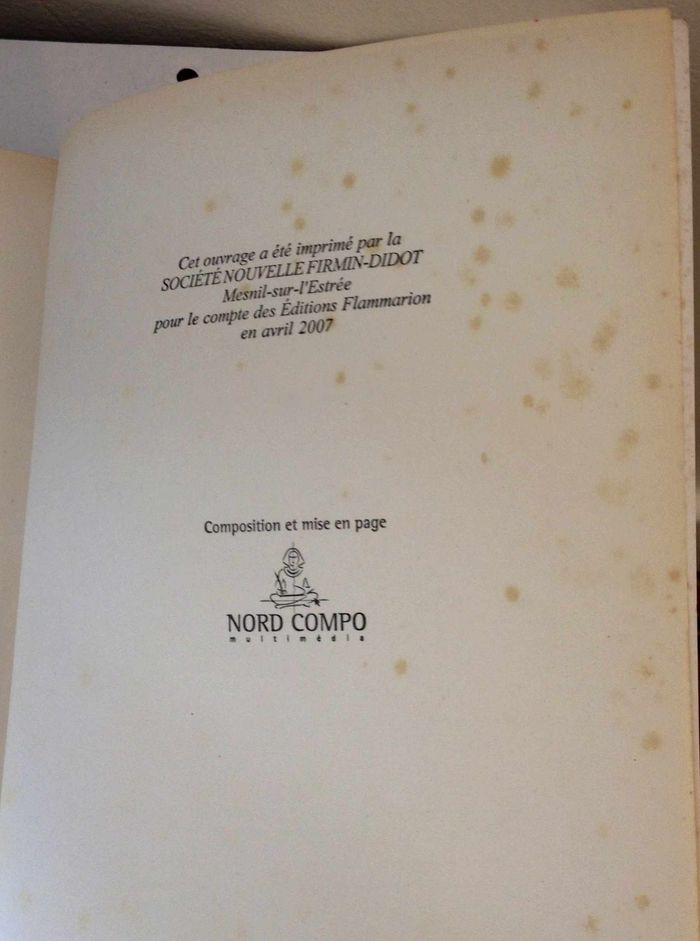 Cet ouvrage a été imprimé par la
SOCIÉTÉ NOUVELLE FIRMIN-DIDOT
Mesnil-sur-l'Estrée
pour le compte des Éditions Flammarion
en avril 2007
Composition et mise en page
NORD COMPO
multimédia